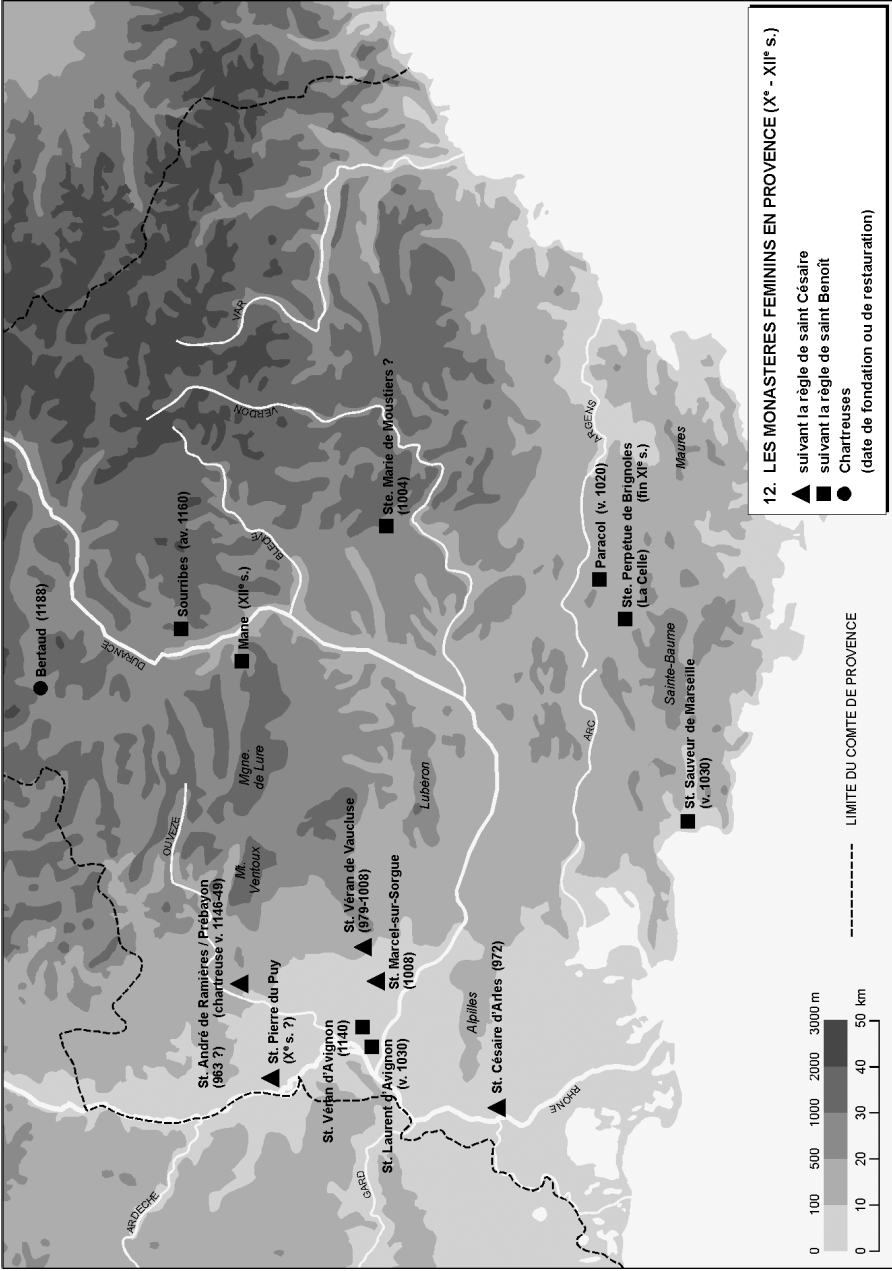 12. LES MONASTERES FEMININS EN PROVENCE (Xᵉ - XIIᵉ s.)
suivant la règle de saint Césaire
suivant la règle de saint Benoît
Chartreuses
(date de fondation ou de restauration)
LIMITE DU COMTE DE PROVENCE
0 100 500 1000 2000 3000 m
0 10 20 30 40 50 km
Bertaud (1188)
Sourribes (av. 1160)
Mane (XIIᵉ s.)
DURANCE
BLEONE
VERDON
VAR
Ste. Marie de Moustiers ?
(1004)
OUVEZE
Mgne.
de Lure
Mt.
Ventoux
St. André de Ramières / Prébayon
(963 ?) (chartreuse v. 1146-49)
St. Pierre du Puy
(Xᵉ s. ?)
St. Véran de Vaucluse
(979-1008)
St. Marcel-sur-Sorgue
(1008)
St. Véran d'Avignon
(1140)
St. Laurent d'Avignon
(v. 1030)
Lubéron
Alpilles
St. Césaire d'Arles (972)
ARDECHE
GARD
RHONE
ARC
ARGENS
Paracol (v. 1020)
Ste. Perpétue de Brignoles
(La Celle) (fin XIᵉ s.)
Maures
Sainte-Baume
St. Sauveur de Marseille
(v. 1030)